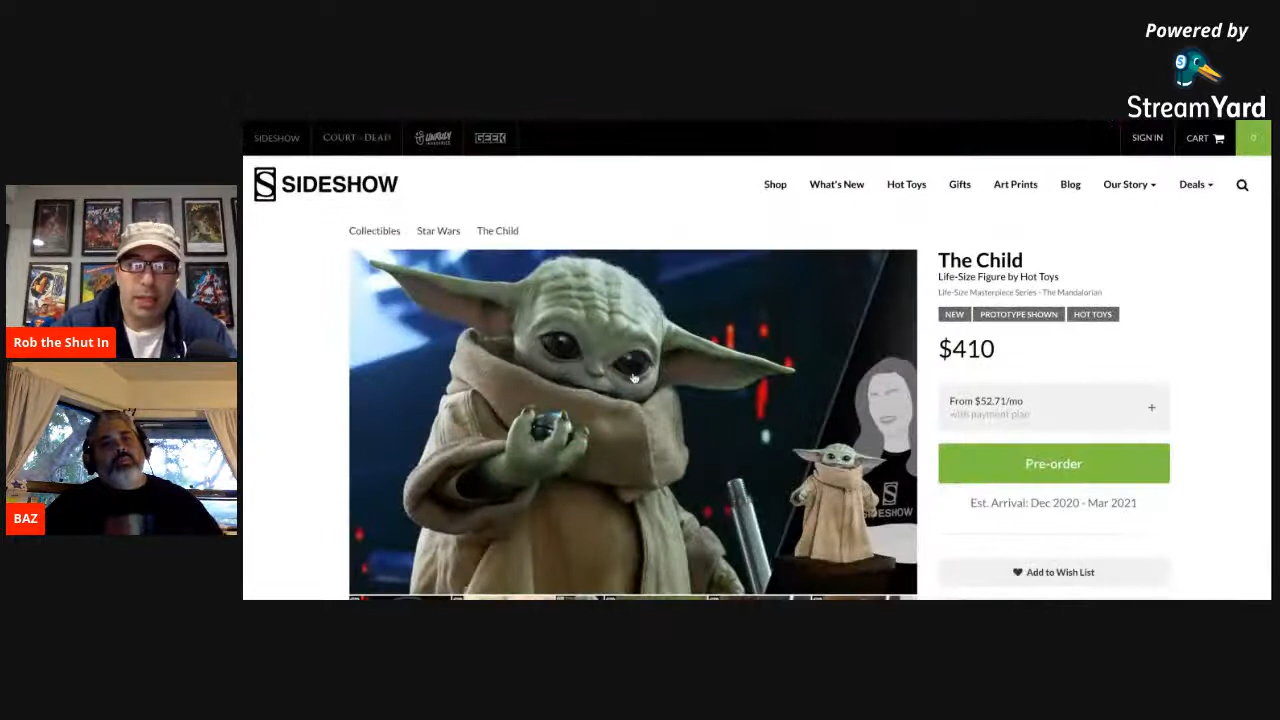 Powered by
StreamYard
SIDESHOW
COURT OF THE DEAD
UNRULY
GEEK
SIGN IN
CART
0
S SIDESHOW
Shop What's New Hot Toys Gifts Art Prints Blog Our Story Deals
Collectibles Star Wars The Child
The Child
Life-Size Figure by Hot Toys
Life-Size Masterpiece Series - The Mandalorian
NEW PROTOTYPE SHOWN HOT TOYS
$410
From $52.71/mo
with payment plan
+
Pre-order
Est. Arrival: Dec 2020 - Mar 2021
Add to Wish List
SIDESHOW
Rob the Shut In
BAZ